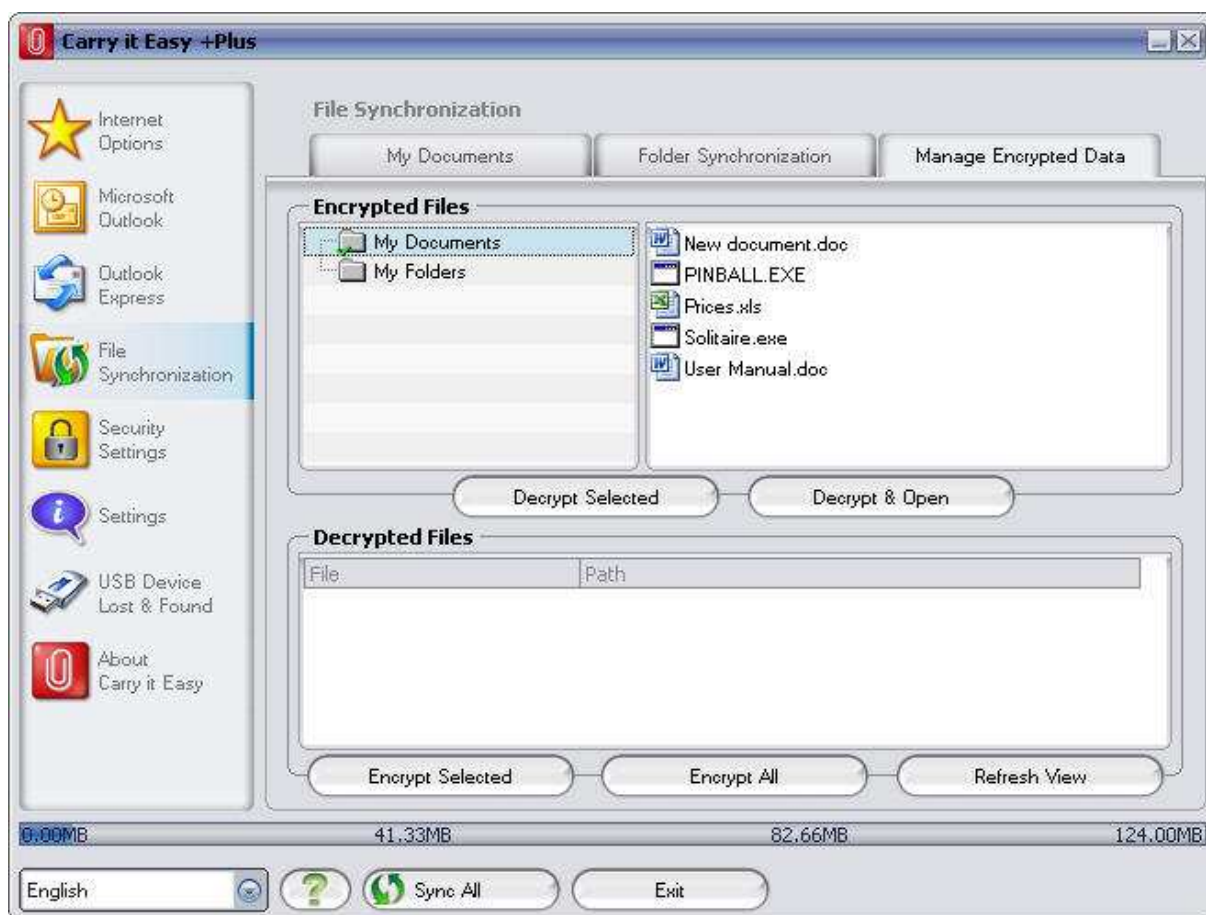 Carry it Easy +Plus
Internet
Options
Microsoft
Outlook
Outlook
Express
File
Synchronization
Security
Settings
Settings
USB Device
Lost & Found
About
Carry it Easy
File Synchronization
My Documents
Folder Synchronization
Manage Encrypted Data
Encrypted Files
My Documents
My Folders
New document.doc
PINBALL.EXE
Prices.xls
Solitaire.exe
User Manual.doc
Decrypt Selected
Decrypt & Open
Decrypted Files
File
Path
Encrypt Selected
Encrypt All
Refresh View
0.00MB
41.33MB
82.66MB
124.00MB
English
?
Sync All
Exit